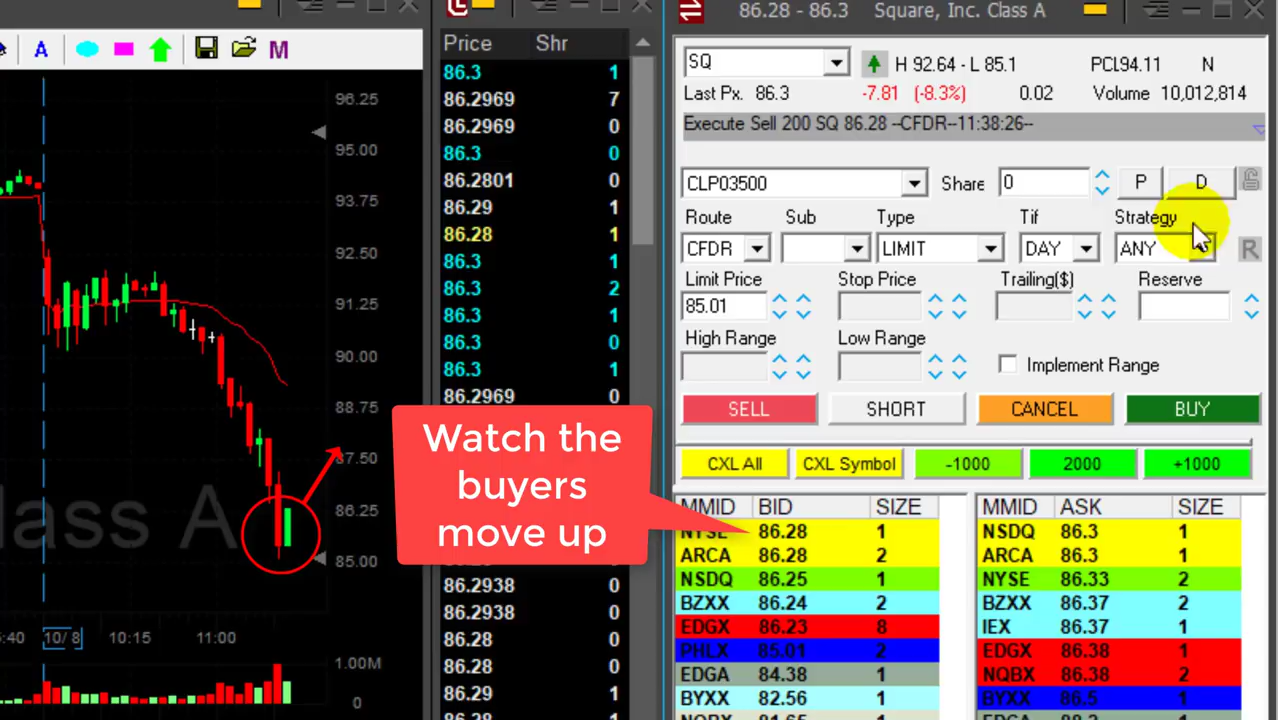 86.28 - 86.3 Square, Inc. Class A
A M
96.25
95.00
93.75
92.50
91.25
90.00
88.75
87.50
86.25
85.00
lass A
5:40 10/ 8 10:15 11:00
1.00M
0
Price Shr
86.3 1
86.2969 7
86.2969 0
86.3 0
86.2801 0
86.29 1
86.28 1
86.3 1
86.3 2
86.3 1
86.3 0
86.3 1
86.2969 0
86.2938 0
86.2938 0
86.28 0
86.28 0
86.29 1
Watch the
buyers
move up
SQ H 92.64 - L 85.1 PCL94.11 N
Last Px. 86.3 -7.81 (-8.3%) 0.02 Volume 10,012,814
Execute Sell 200 SQ 86.28 --CFDR--11:38:26--
CLP03500 Share 0 P D
Route Sub Type Tif Strategy
CFDR LIMIT DAY ANY R
Limit Price Stop Price Trailing($) Reserve
85.01
High Range Low Range
Implement Range
SELL SHORT CANCEL BUY
CXL All CXL Symbol -1000 2000 +1000
MMID BID SIZE MMID ASK SIZE
NYSE 86.28 1 NSDQ 86.3 1
ARCA 86.28 2 ARCA 86.3 1
NSDQ 86.25 1 NYSE 86.33 2
BZXX 86.24 2 BZXX 86.37 2
EDGX 86.23 8 IEX 86.37 1
PHLX 85.01 2 EDGX 86.38 1
EDGA 84.38 1 NQBX 86.38 2
BYXX 82.56 1 BYXX 86.5 1
NQBX 81.65 1